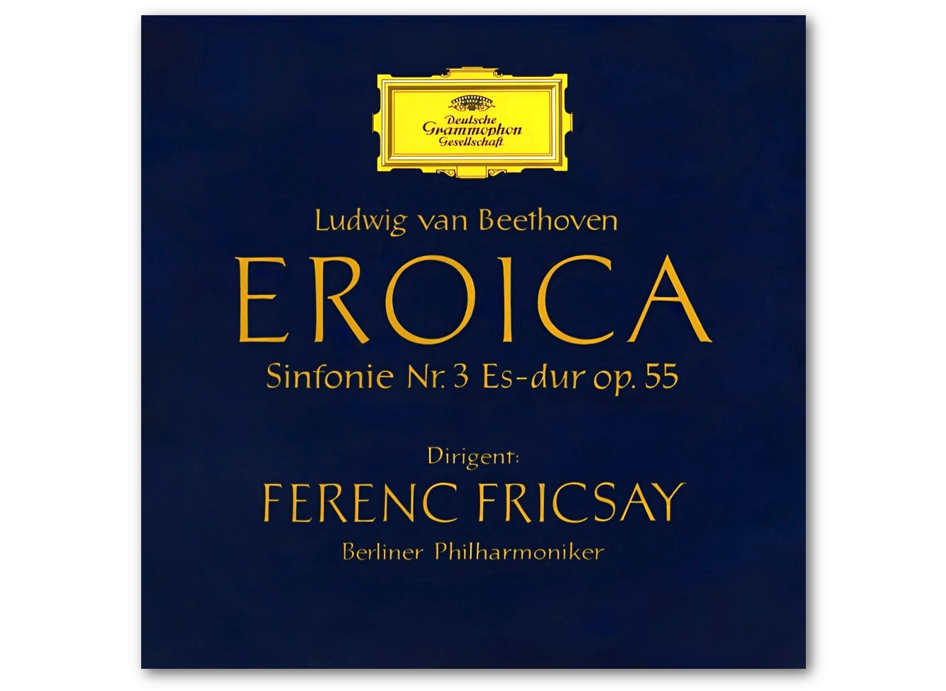 Deutsche
Grammophon
Gesellschaft
Ludwig van Beethoven
EROICA
Sinfonie Nr. 3 Es-dur op. 55
Dirigent:
FERENC FRICSAY
Berliner Philharmoniker